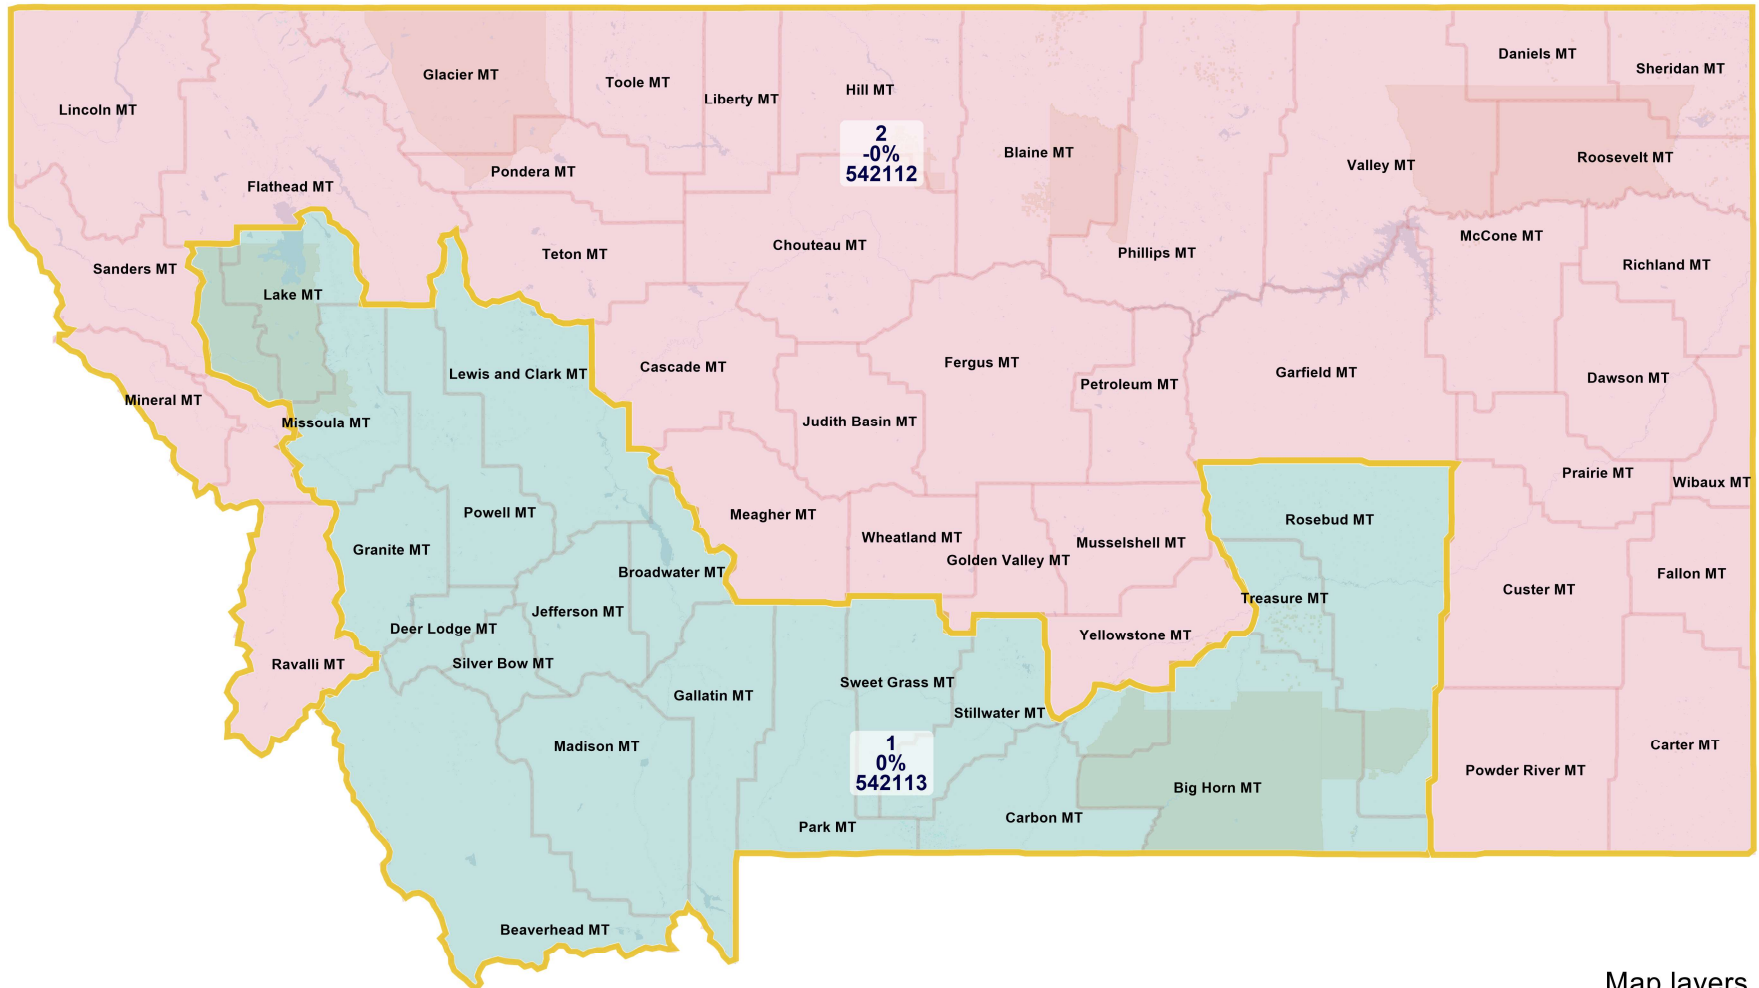 Daniels MT
Sheridan MT
Glacier MT
Toole MT
Liberty MT
Hill MT
Lincoln MT
2
-0%
542112
Blaine MT
Valley MT
Roosevelt MT
Pondera MT
Flathead MT
McCone MT
Chouteau MT
Teton MT
Phillips MT
Richland MT
Sanders MT
Lake MT
Cascade MT
Fergus MT
Lewis and Clark MT
Petroleum MT
Garfield MT
Dawson MT
Mineral MT
Missoula MT
Judith Basin MT
Prairie MT
Wibaux MT
Powell MT
Meagher MT
Rosebud MT
Granite MT
Wheatland MT
Golden Valley MT
Musselshell MT
Broadwater MT
Fallon MT
Custer MT
Treasure MT
Jefferson MT
Deer Lodge MT
Yellowstone MT
Ravalli MT
Silver Bow MT
Sweet Grass MT
Gallatin MT
Stillwater MT
Madison MT
1
0%
542113
Carter MT
Powder River MT
Big Horn MT
Carbon MT
Park MT
Beaverhead MT
Map layers